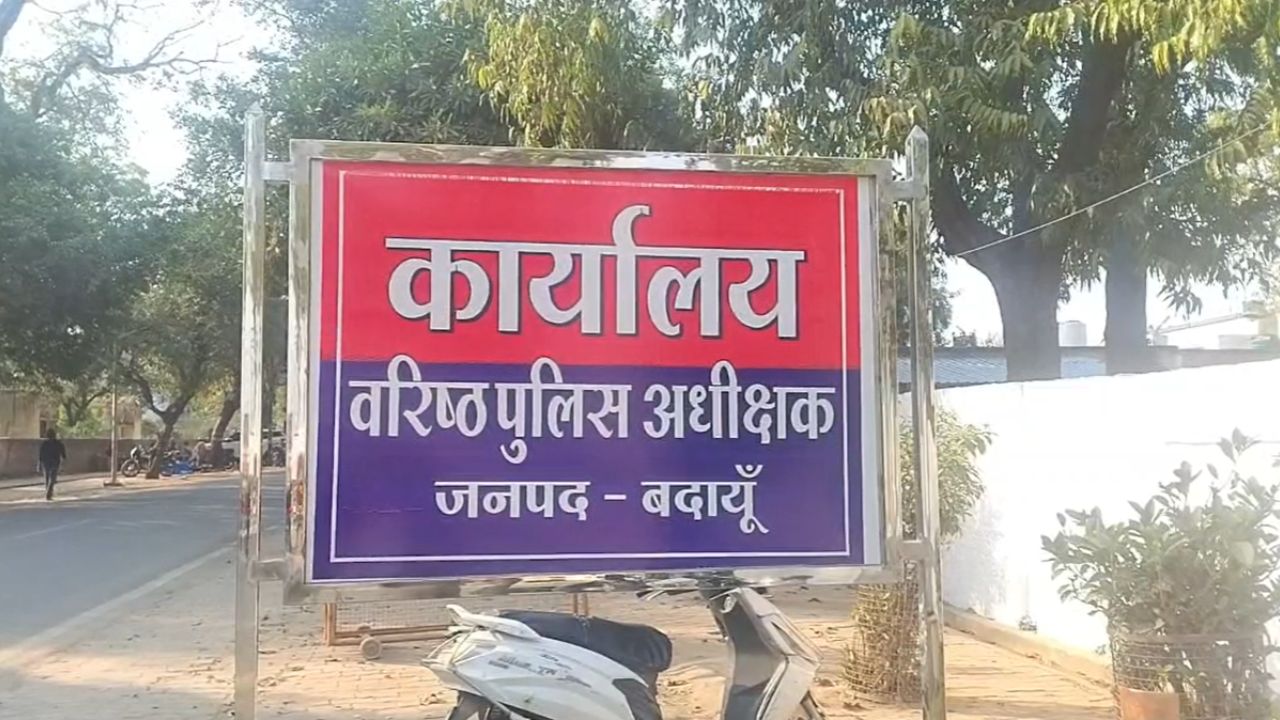 कार्यालय
वरिष्ठ पुलिस अधीक्षक
जनपद - बदायूँ